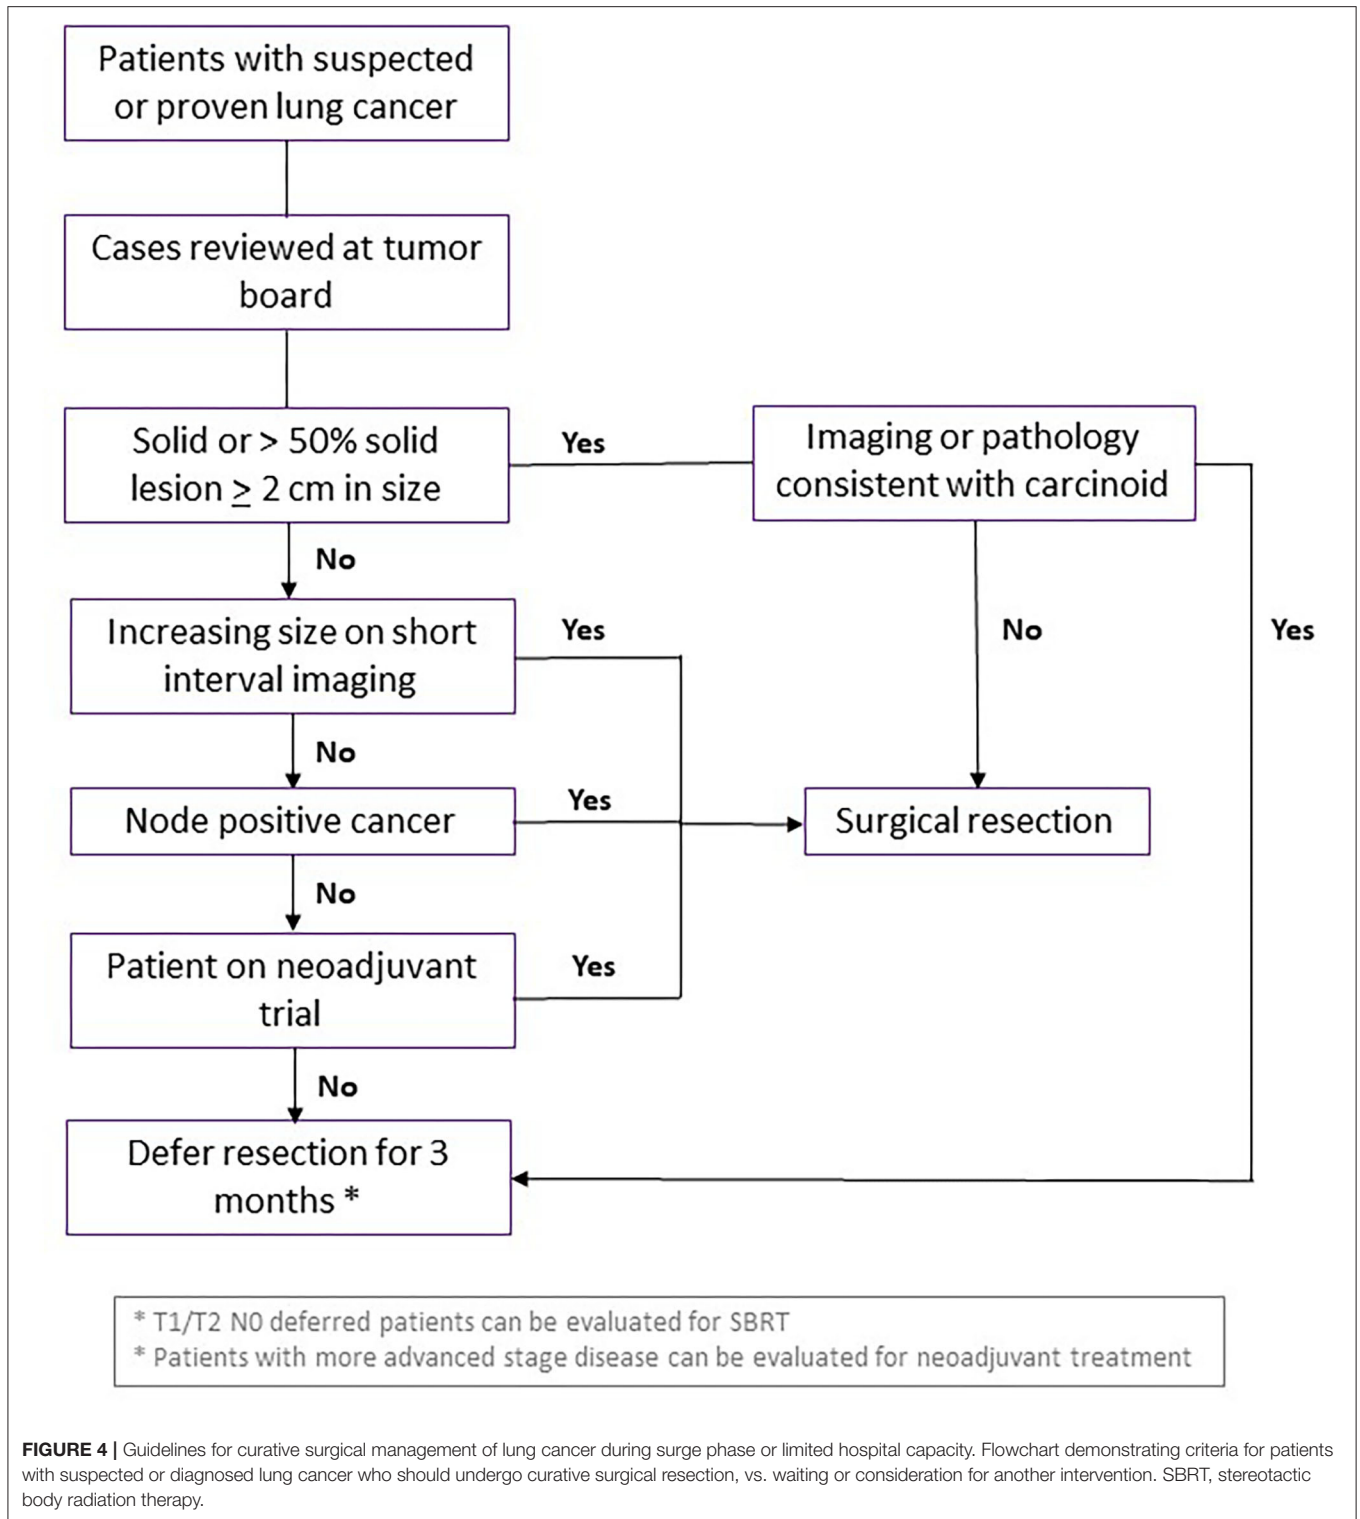 Patients with suspected
or proven lung cancer
Cases reviewed at tumor
board
Solid or > 50% solid
lesion ≥ 2 cm in size
Yes
Imaging or pathology
consistent with carcinoid
No
Increasing size on short
interval imaging
Yes
No
Yes
No
Node positive cancer
Yes
Surgical resection
No
Patient on neoadjuvant
trial
Yes
No
Defer resection for 3
months *
* T1/T2 N0 deferred patients can be evaluated for SBRT
* Patients with more advanced stage disease can be evaluated for neoadjuvant treatment
FIGURE 4 | Guidelines for curative surgical management of lung cancer during surge phase or limited hospital capacity. Flowchart demonstrating criteria for patients
with suspected or diagnosed lung cancer who should undergo curative surgical resection, vs. waiting or consideration for another intervention. SBRT, stereotactic
body radiation therapy.